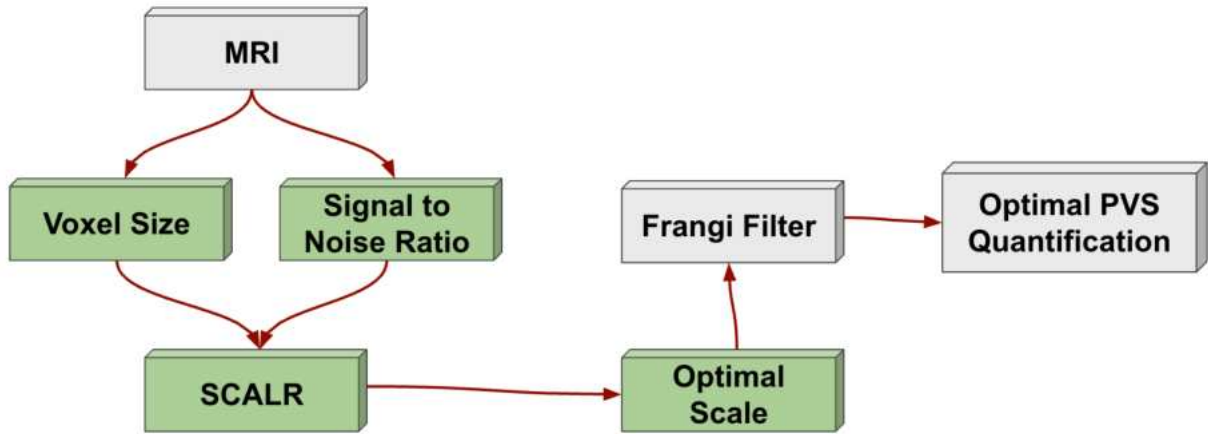 MRI
Voxel Size
Signal to
Noise Ratio
SCALR
Optimal
Scale
Frangi Filter
Optimal PVS
Quantification